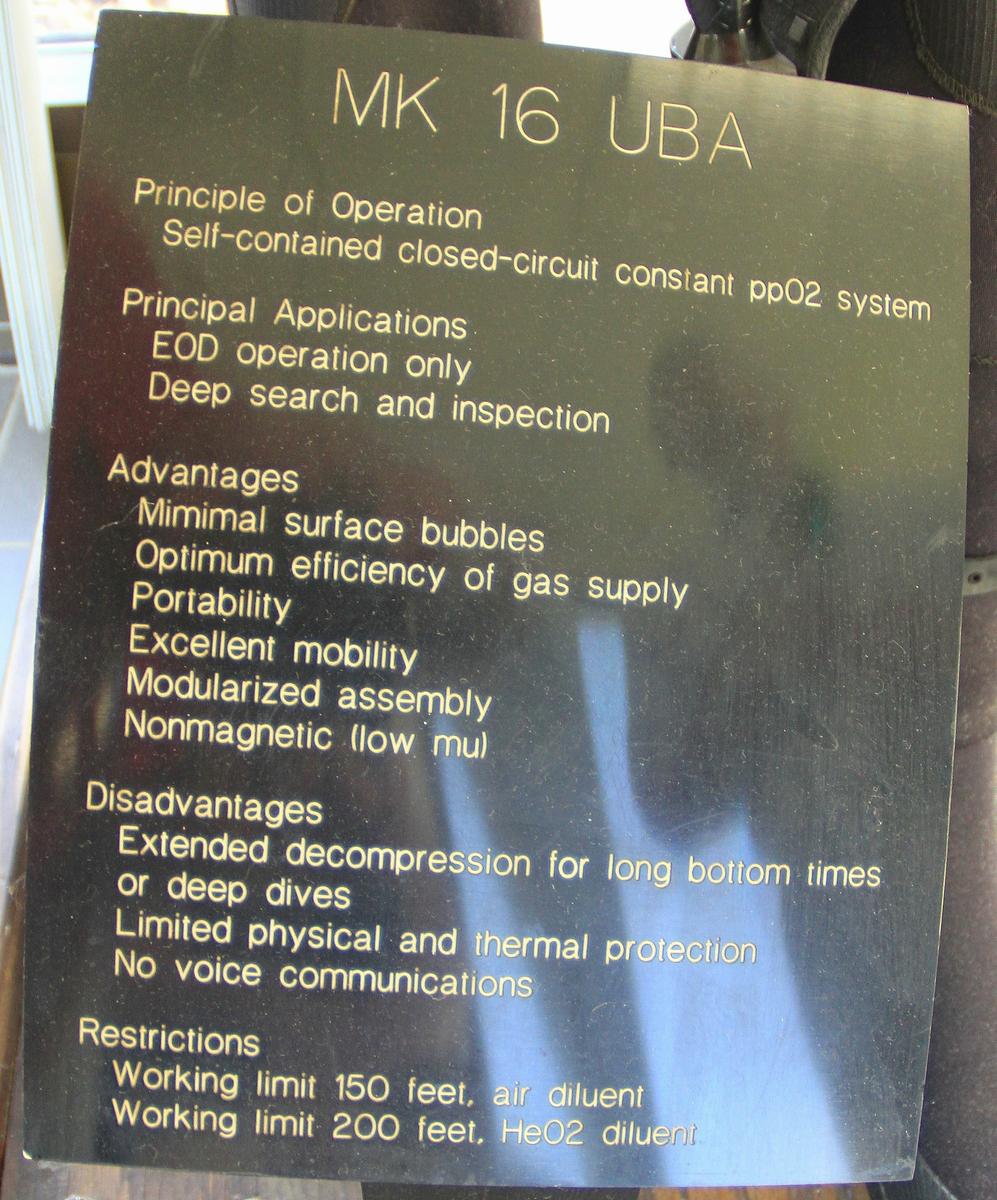 MK 16 UBA
Principle of Operation
Self-contained closed-circuit constant ppO2 system
Principal Applications
EOD operation only
Deep search and inspection
Advantages
Mimimal surface bubbles
Optimum efficiency of gas supply
Portability
Excellent mobility
Modularized assembly
Nonmagnetic (low mu)
Disadvantages
Extended decompression for long bottom times
or deep dives
Limited physical and thermal protection
No voice communications
Restrictions
Working limit 150 feet, air diluent
Working limit 200 feet, HeO2 diluent